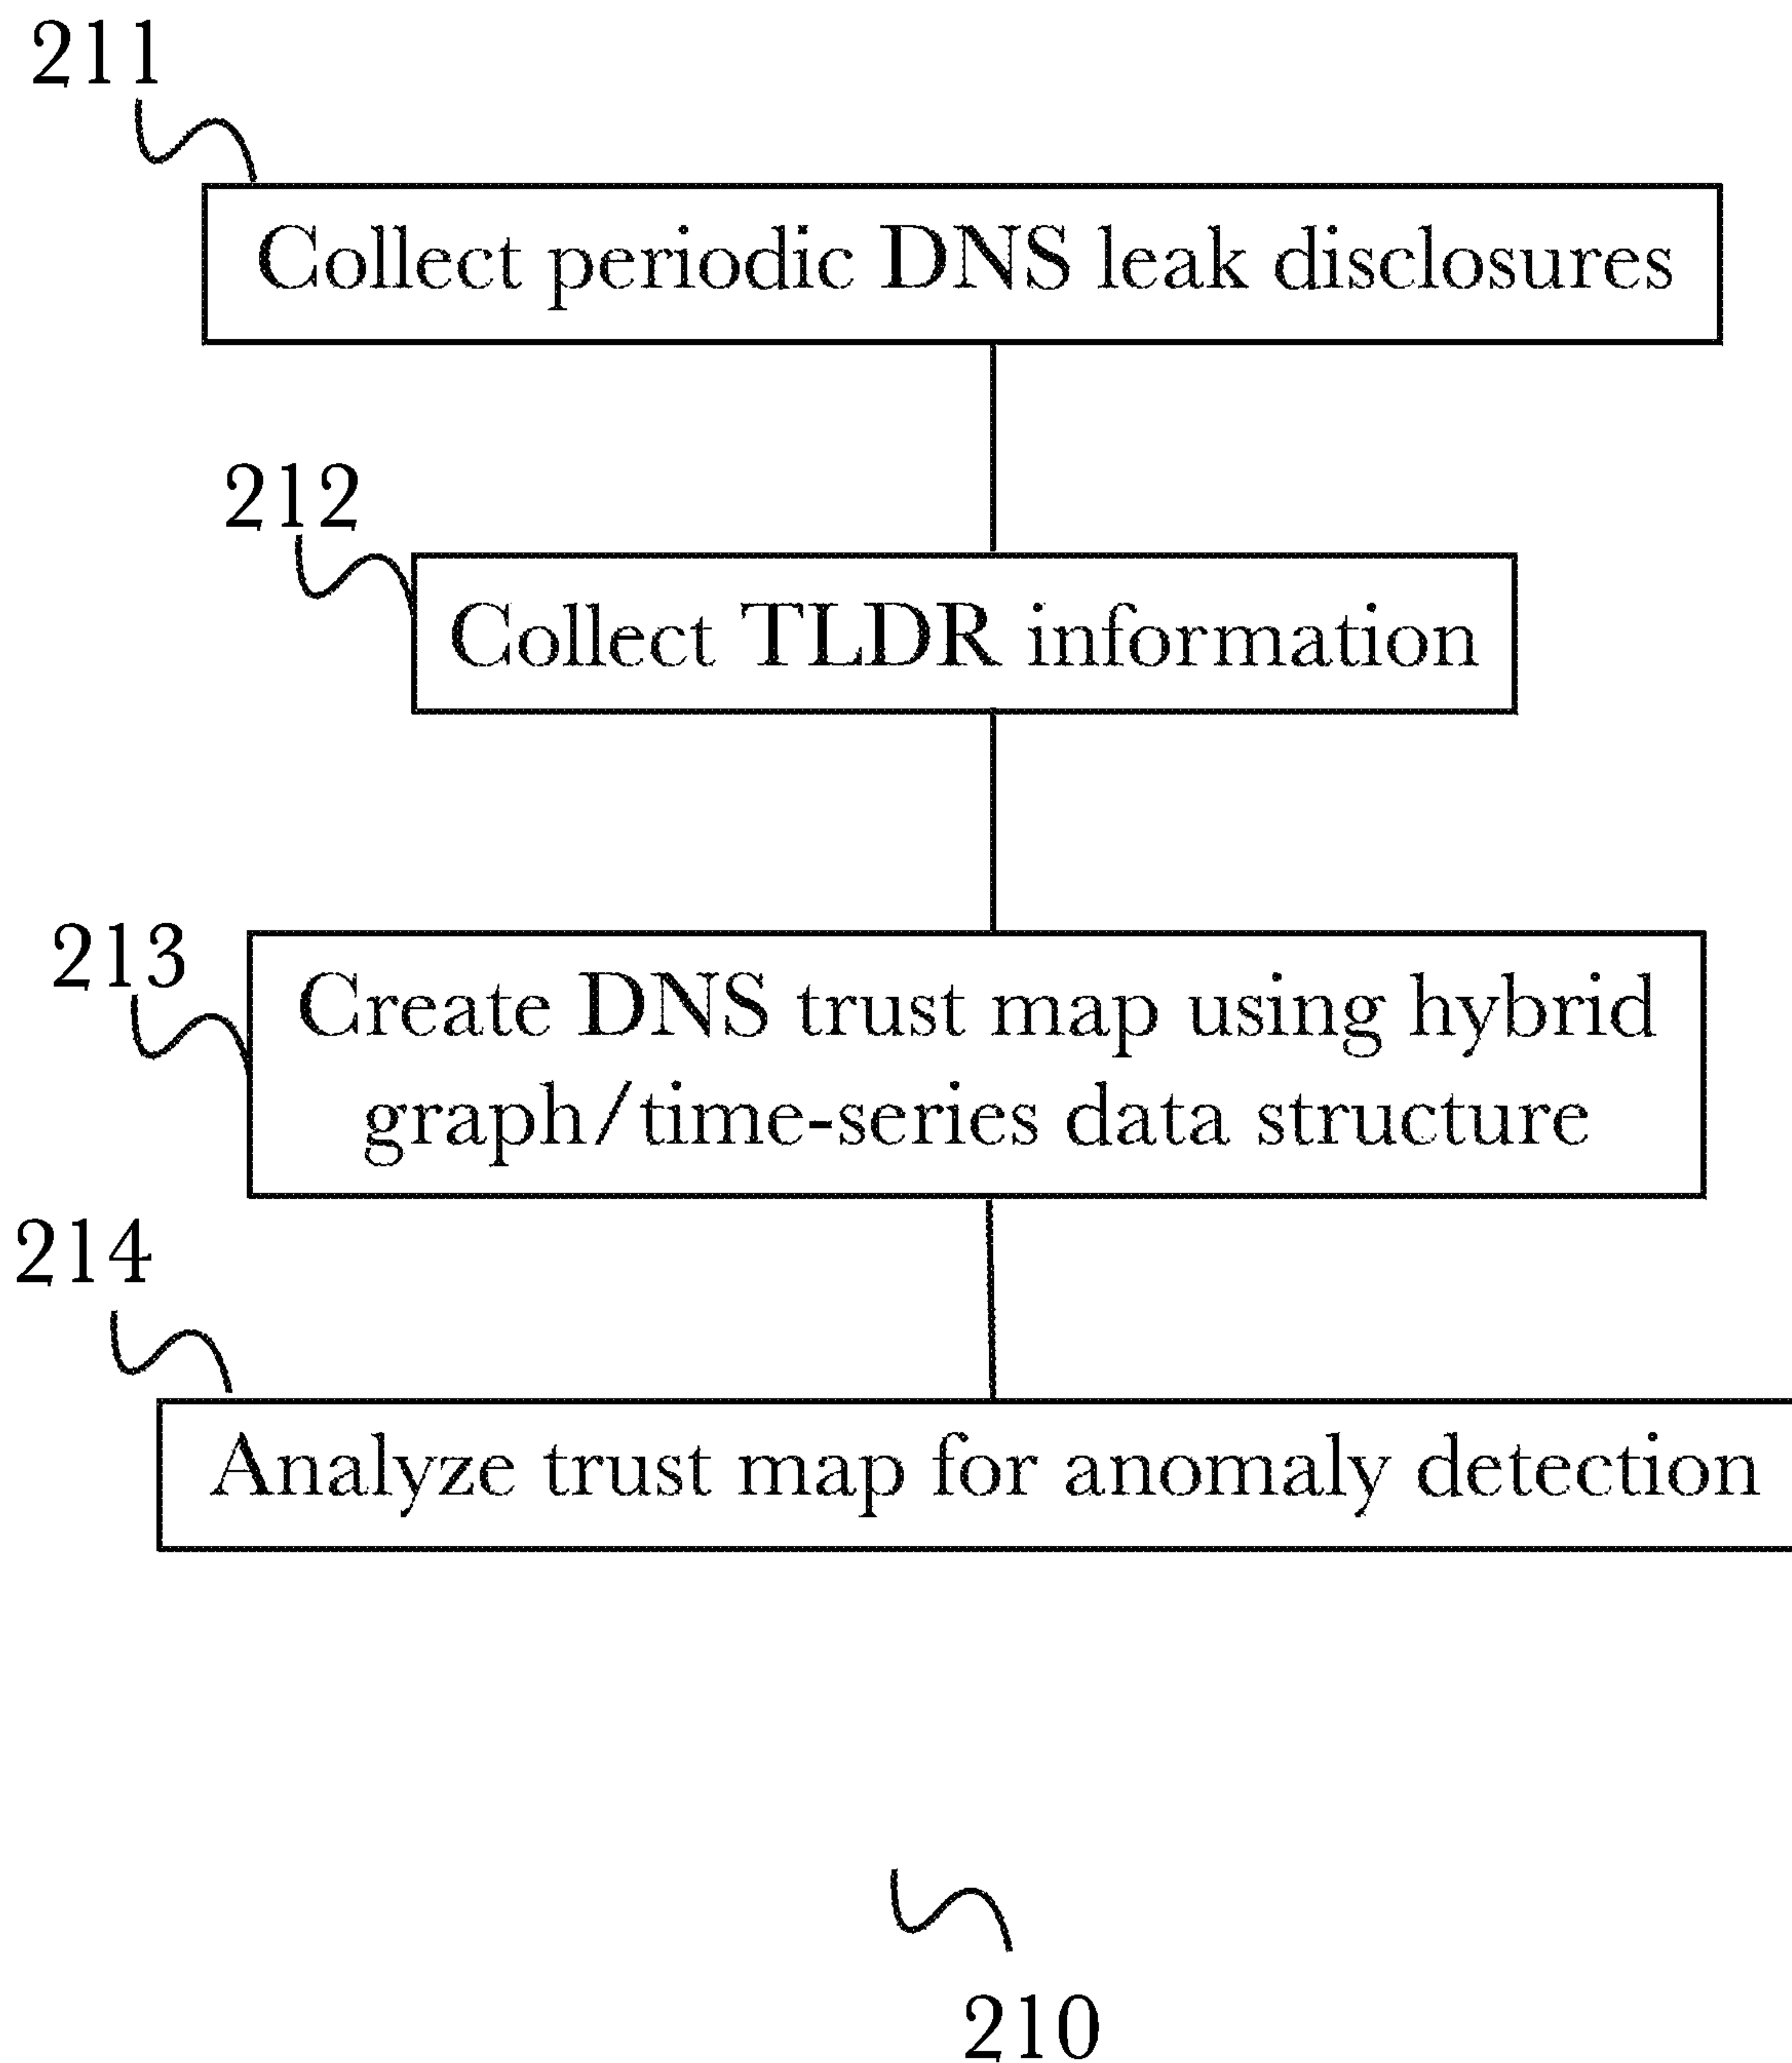 211
Collect periodic DNS leak disclosures
212
Collect TLDR information
213
Create DNS trust map using hybrid
graph/time-series data structure
214
Analyze trust map for anomaly detection
210